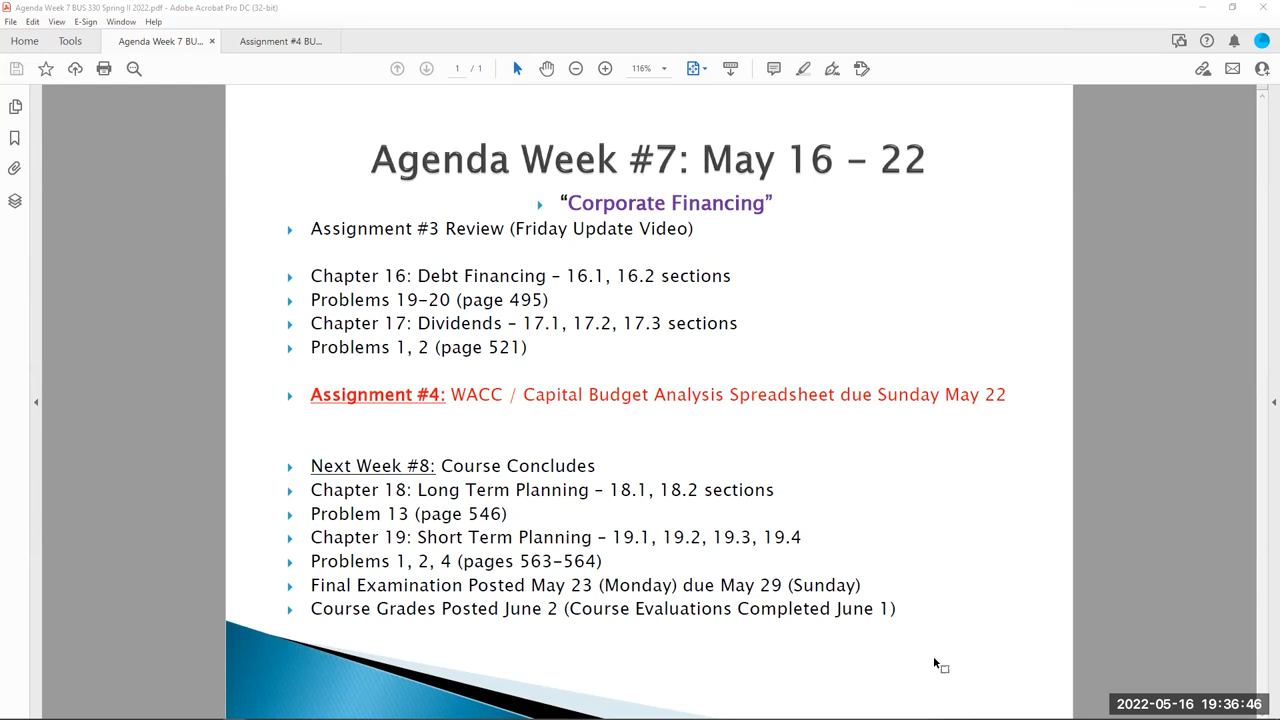 Agenda Week 7 BUS 330 Spring II 2022.pdf - Adobe Acrobat Pro DC (32-bit)
File Edit View E-Sign Window Help
Home Tools Agenda Week 7 BU... × Assignment #4 BU...
1 / 1 116%
Agenda Week #7: May 16 – 22
“Corporate Financing”
Assignment #3 Review (Friday Update Video)
Chapter 16: Debt Financing – 16.1, 16.2 sections
Problems 19–20 (page 495)
Chapter 17: Dividends – 17.1, 17.2, 17.3 sections
Problems 1, 2 (page 521)
Assignment #4: WACC / Capital Budget Analysis Spreadsheet due Sunday May 22
Next Week #8: Course Concludes
Chapter 18: Long Term Planning – 18.1, 18.2 sections
Problem 13 (page 546)
Chapter 19: Short Term Planning – 19.1, 19.2, 19.3, 19.4
Problems 1, 2, 4 (pages 563–564)
Final Examination Posted May 23 (Monday) due May 29 (Sunday)
Course Grades Posted June 2 (Course Evaluations Completed June 1)
2022-05-16 19:36:46